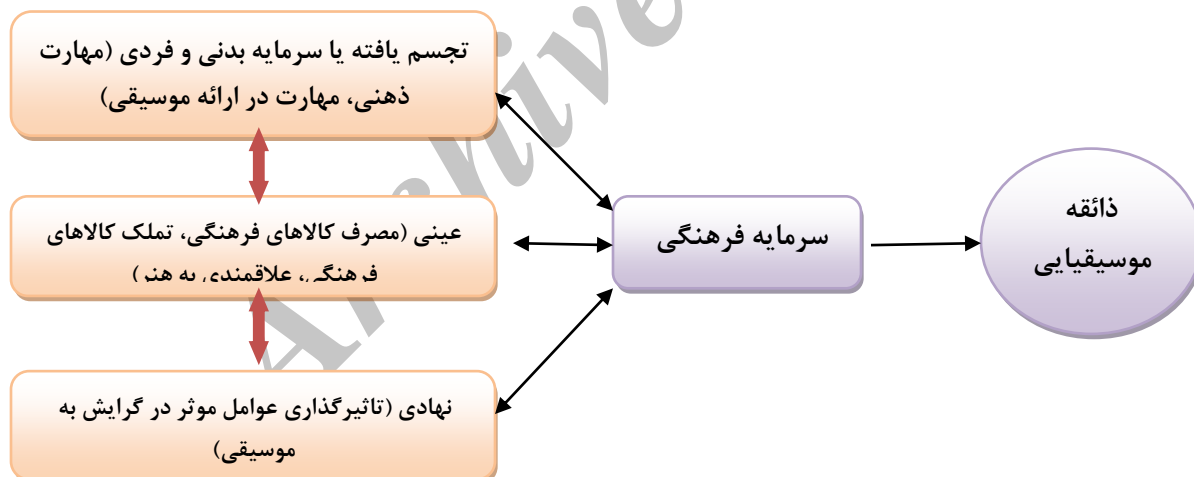 تجسم یافته یا سرمایه بدنی و فردی (مهارت
ذهنی، مهارت در ارائه موسیقی)
عینی (مصرف کالاهای فرهنگی، تملک کالاهای
فرهنگی، علاقمندی به هنر)
نهادی (تاثیرگذاری عوامل موثر در گرایش به
موسیقی)
سرمایه فرهنگی
ذائقه
موسیقیایی
Archive